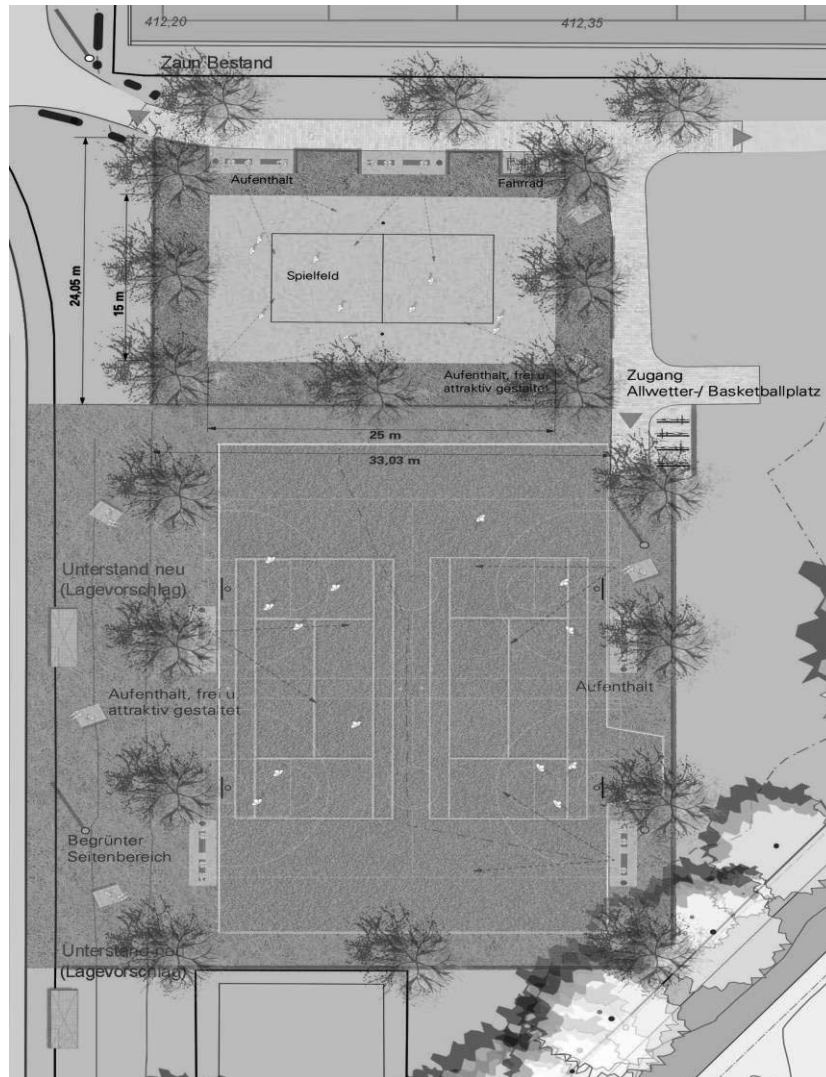 412,20
412,35
Zaun Bestand
Aufenthalt
Fahrrad
Spielfeld
24,05 m
15 m
Aufenthalt, frei u.
attraktiv gestaltet
Zugang
Allwetter-/ Basketballplatz
25 m
33,03 m
Unterstand neu
(Lagevorschlag)
Aufenthalt, frei u.
attraktiv gestaltet
Aufenthalt
Begrünter
Seitenbereich
Unterstand neu
(Lagevorschlag)